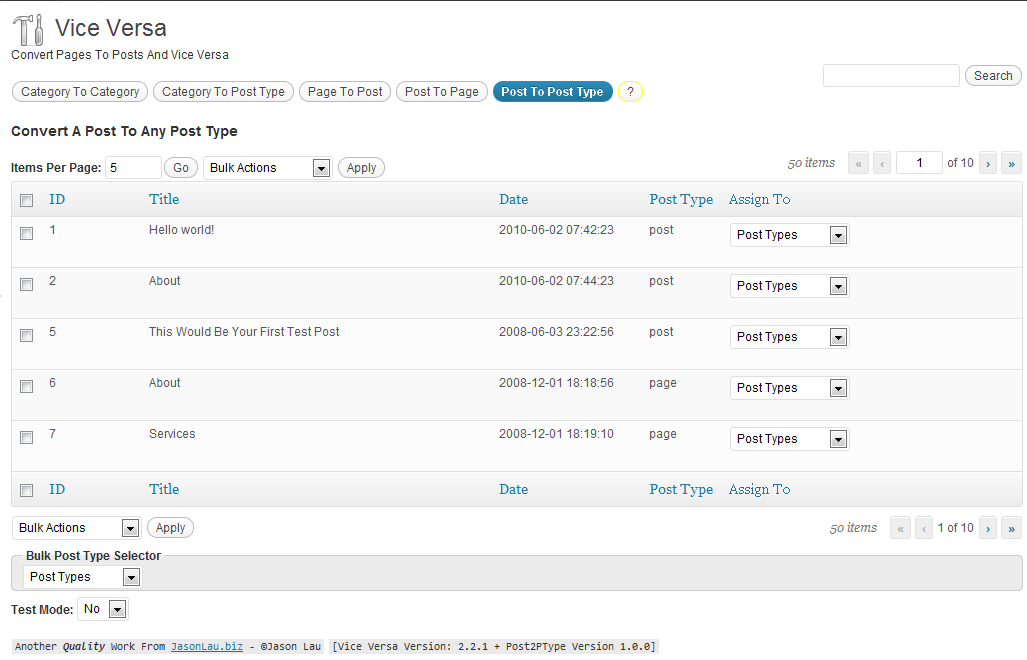 Vice Versa
Convert Pages To Posts And Vice Versa
Search
Category To Category Category To Post Type Page To Post Post To Page Post To Post Type ?
Convert A Post To Any Post Type
Items Per Page: 5 Go Bulk Actions Apply 50 items « ‹ 1 of 10 › »
ID Title Date Post Type Assign To
1 Hello world! 2010-06-02 07:42:23 post Post Types
2 About 2010-06-02 07:44:23 post Post Types
5 This Would Be Your First Test Post 2008-06-03 23:22:56 post Post Types
6 About 2008-12-01 18:18:56 page Post Types
7 Services 2008-12-01 18:19:10 page Post Types
ID Title Date Post Type Assign To
Bulk Actions Apply 50 items « ‹ 1 of 10 › »
Bulk Post Type Selector
Post Types
Test Mode: No
Another Quality Work From JasonLau.biz - ©Jason Lau [Vice Versa Version: 2.2.1 + Post2PType Version 1.0.0]